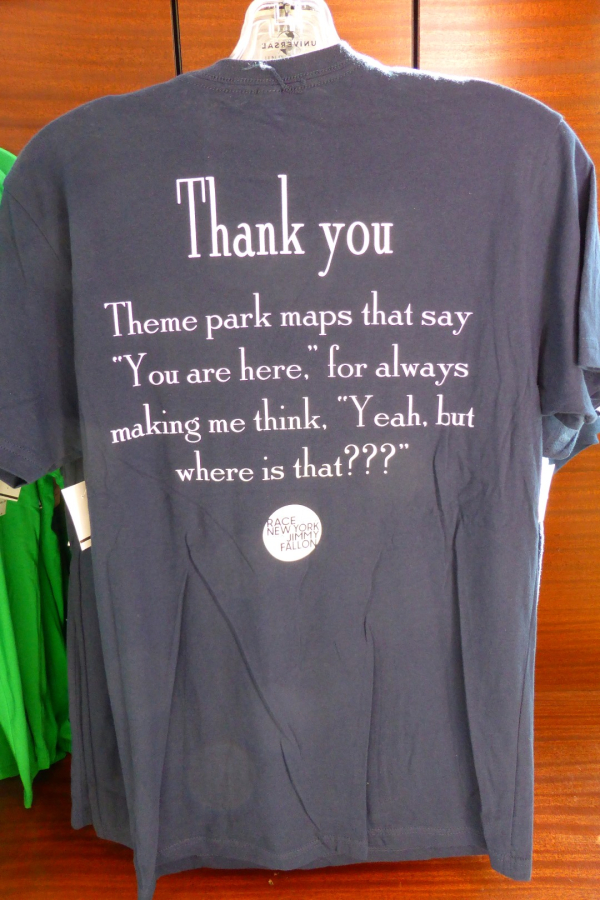 UNIVERSAL
Thank you
Theme park maps that say
"You are here," for always
making me think, "Yeah, but
where is that???"
RACE
NEW YORK
JIMMY
FALLON